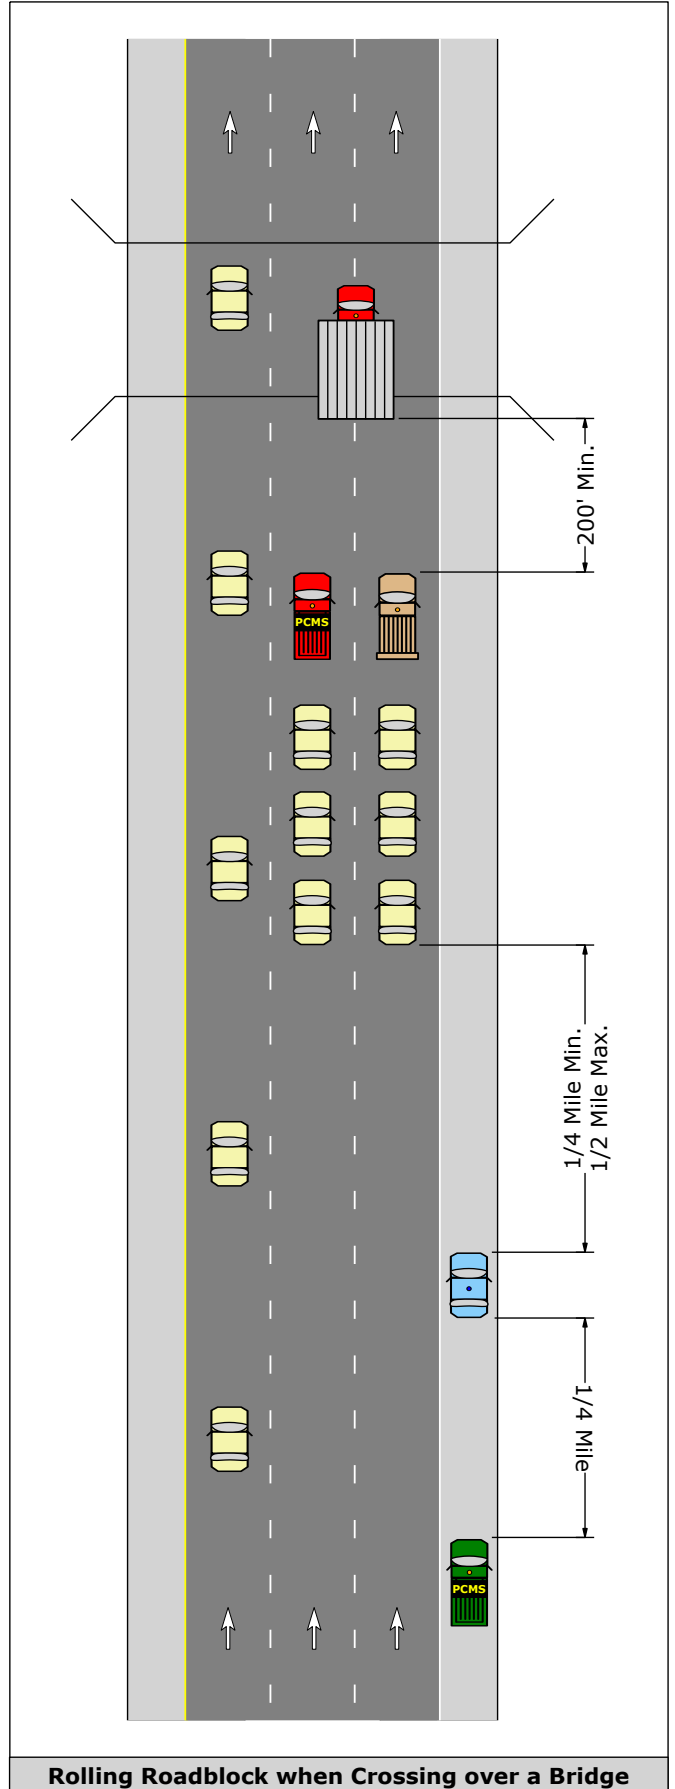 200' Min.
PCMS
1/4 Mile Min.
1/2 Mile Max.
1/4 Mile
PCMS
Rolling Roadblock when Crossing over a Bridge